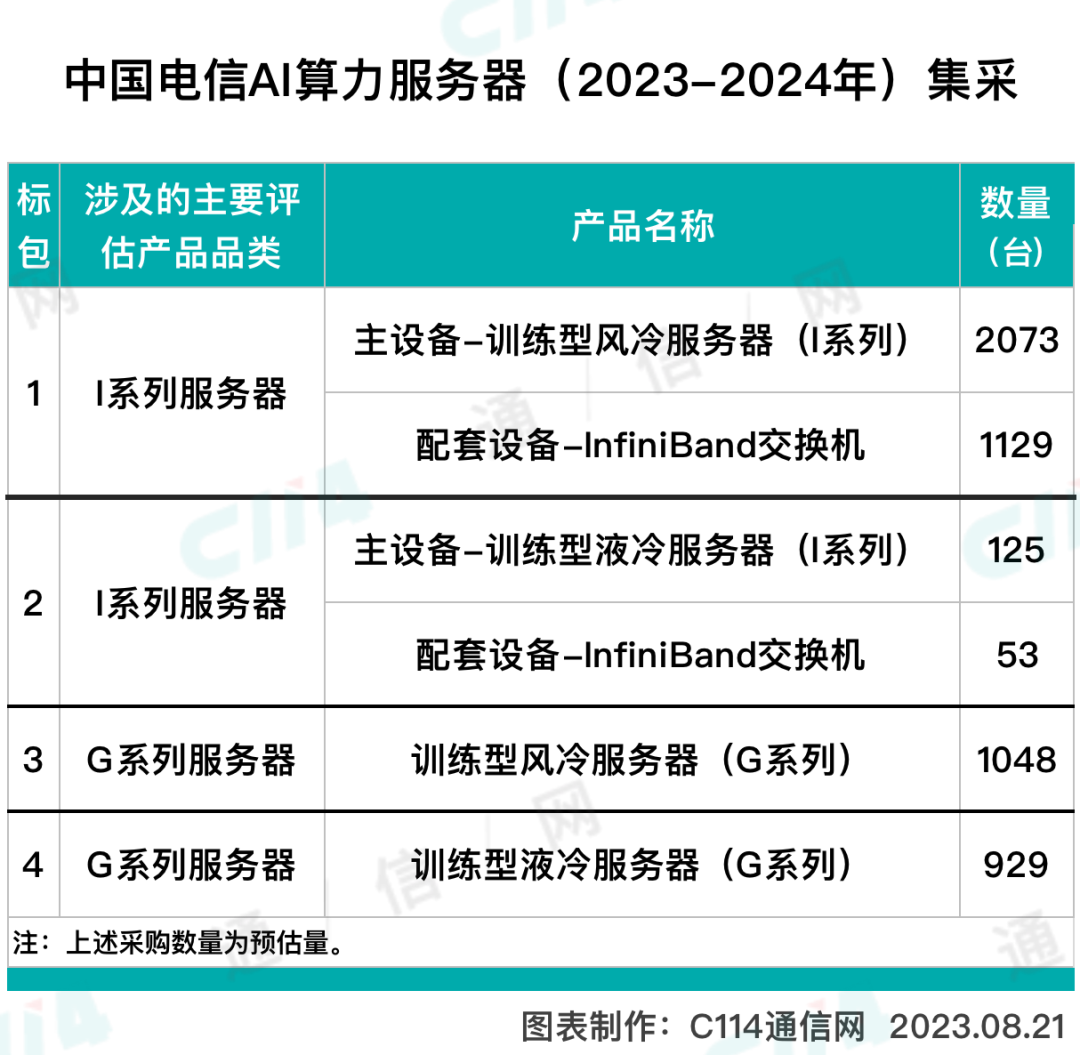 中国电信AI算力服务器（2023-2024年）集采
标包 涉及的主要评估产品品类 产品名称 数量（台）
1 I系列服务器 主设备-训练型风冷服务器（I系列） 2073
配套设备-InfiniBand交换机 1129
2 I系列服务器 主设备-训练型液冷服务器（I系列） 125
配套设备-InfiniBand交换机 53
3 G系列服务器 训练型风冷服务器（G系列） 1048
4 G系列服务器 训练型液冷服务器（G系列） 929
注：上述采购数量为预估量。
图表制作：C114通信网 2023.08.21